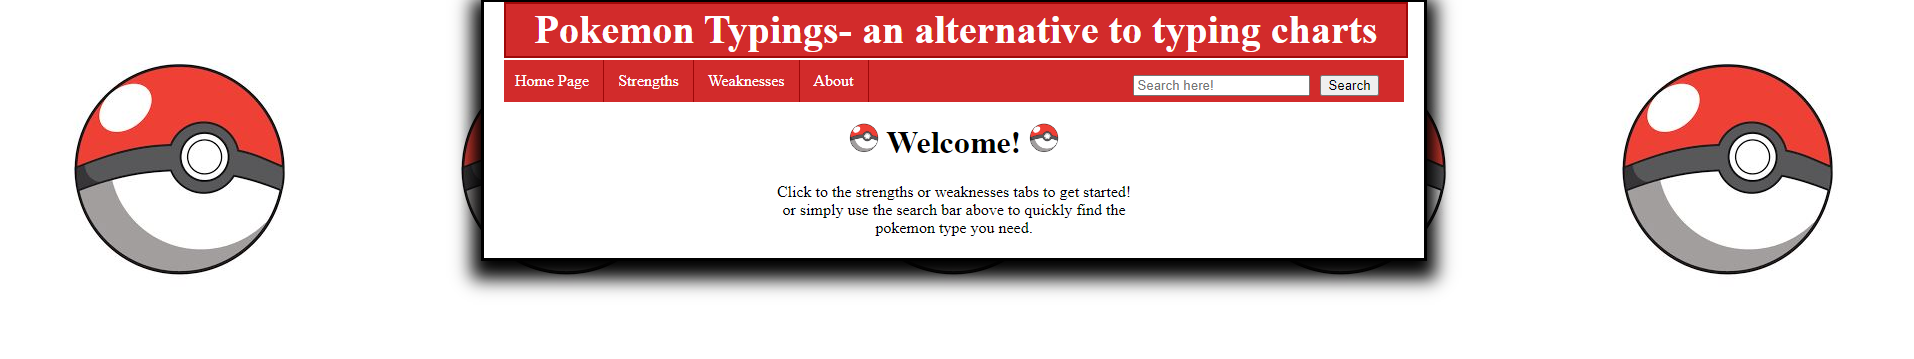 Pokemon Typings- an alternative to typing charts
Home Page Strengths Weaknesses About Search here! Search
Welcome!
Click to the strengths or weaknesses tabs to get started!
or simply use the search bar above to quickly find the
pokemon type you need.